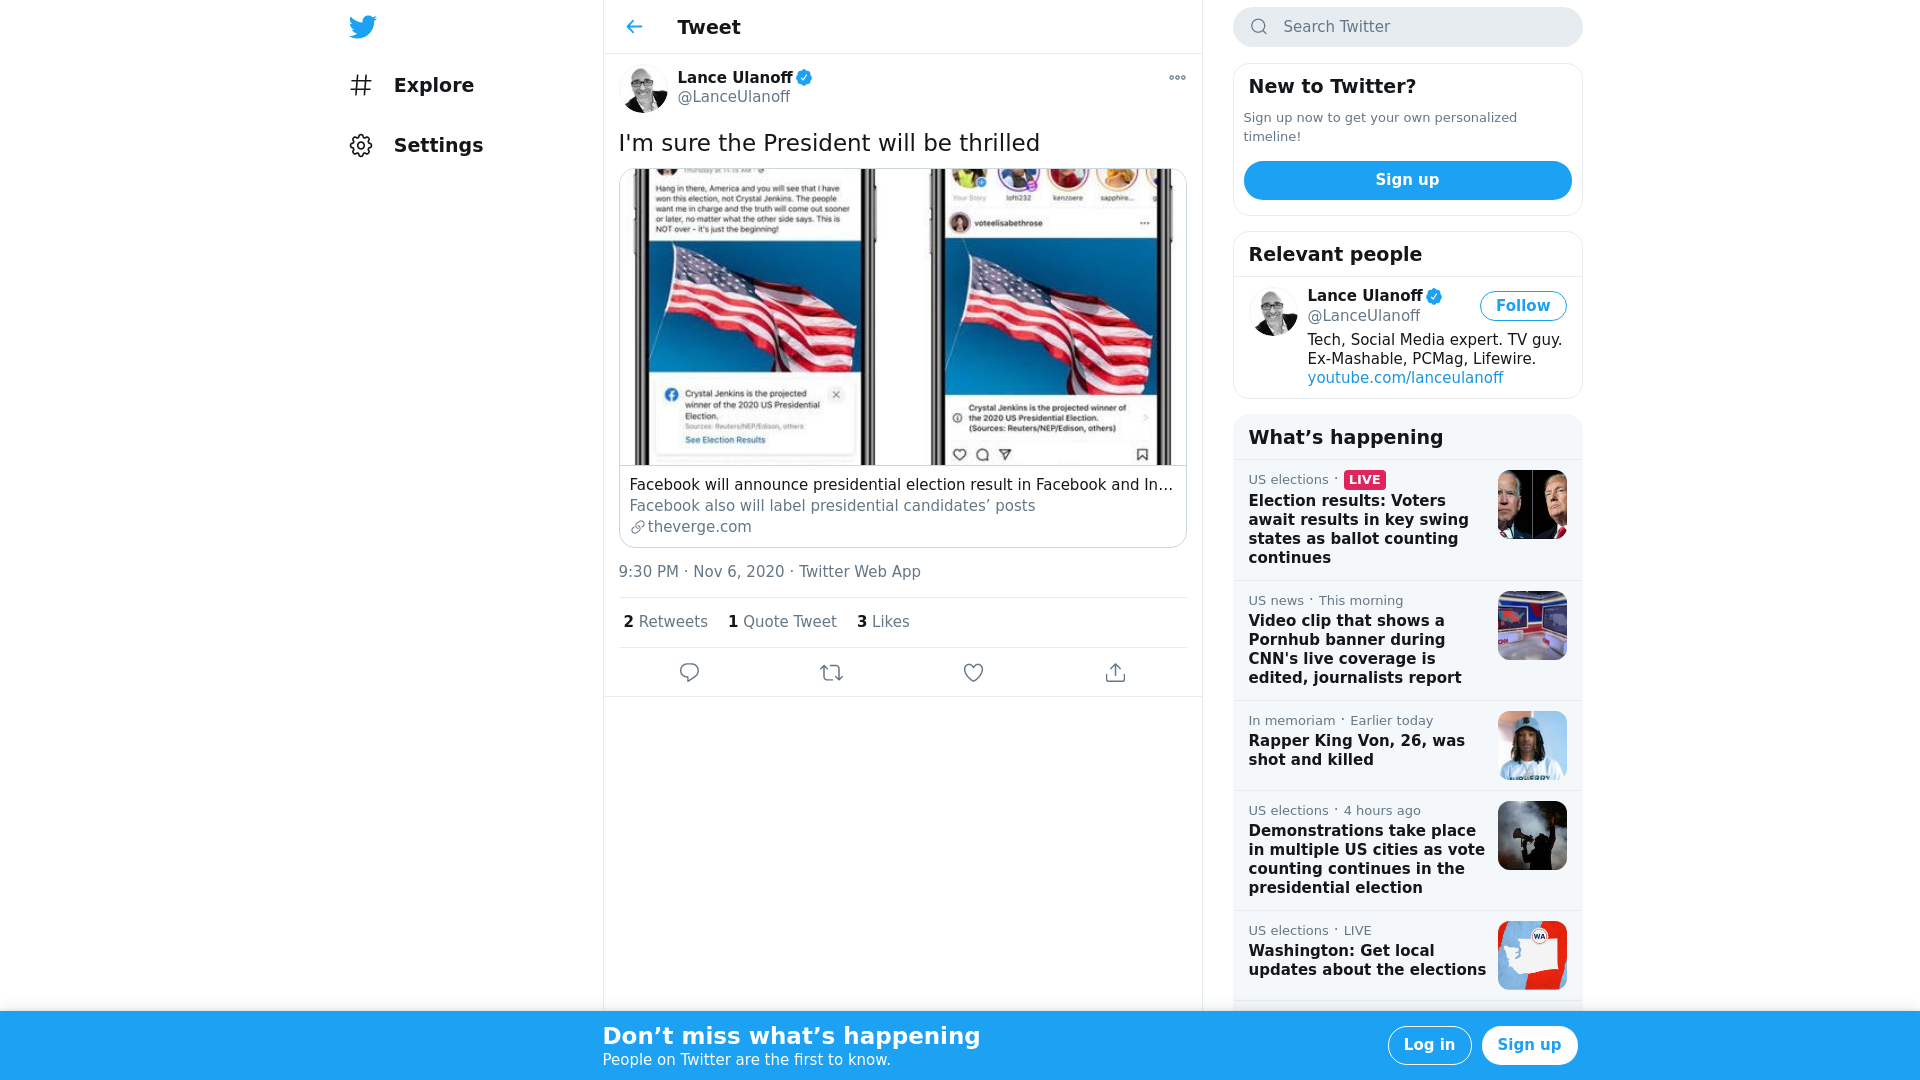 Explore
Settings
Tweet
Lance Ulanoff
@LanceUlanoff
I'm sure the President will be thrilled
Hang in there, America and you will see that I have
won this election, not Crystal Jenkins. The people
want me in charge and the truth will come out sooner
or later, no matter what the other side says. This is
NOT over - it's just the beginning!
Crystal Jenkins is the projected
winner of the 2020 US Presidential
Election.
Sources: Reuters/NEP/Edison, others
See Election Results
Your Story lofti232 kenzoere sapphire...
voteelisabethrose
Crystal Jenkins is the projected winner of
the 2020 US Presidential Election.
(Sources: Reuters/NEP/Edison, others)
Facebook will announce presidential election result in Facebook and In…
Facebook also will label presidential candidates’ posts
theverge.com
9:30 PM · Nov 6, 2020 · Twitter Web App
2 Retweets 1 Quote Tweet 3 Likes
Search Twitter
New to Twitter?
Sign up now to get your own personalized
timeline!
Sign up
Relevant people
Lance Ulanoff
@LanceUlanoff
Follow
Tech, Social Media expert. TV guy.
Ex-Mashable, PCMag, Lifewire.
youtube.com/lanceulanoff
What’s happening
US elections · LIVE
Election results: Voters
await results in key swing
states as ballot counting
continues
US news · This morning
Video clip that shows a
Pornhub banner during
CNN's live coverage is
edited, journalists report
In memoriam · Earlier today
Rapper King Von, 26, was
shot and killed
US elections · 4 hours ago
Demonstrations take place
in multiple US cities as vote
counting continues in the
presidential election
US elections · LIVE
Washington: Get local
updates about the elections
WA
Don’t miss what’s happening
People on Twitter are the first to know.
Log in
Sign up